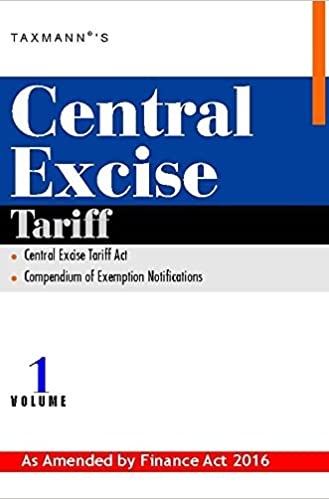 TAXMANN®'S
Central
Excise
Tariff
• Central Excise Tariff Act
• Compendium of Exemption Notifications
1
VOLUME
As Amended by Finance Act 2016